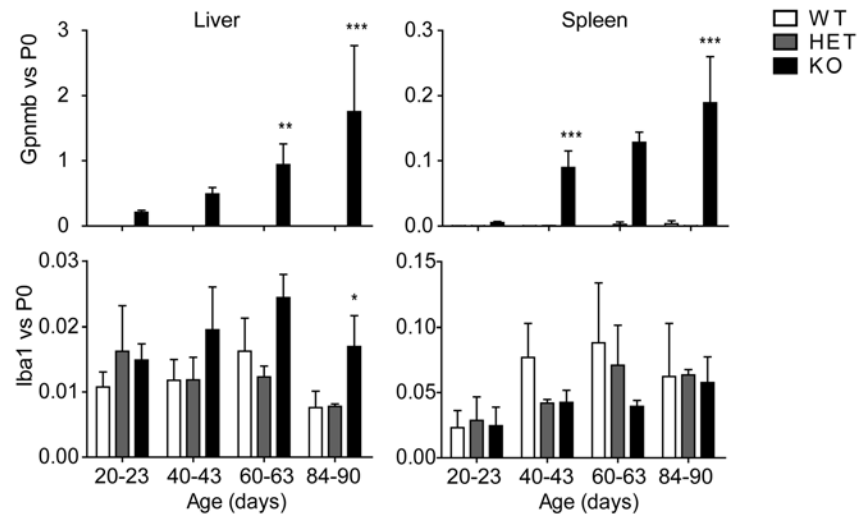 Liver
Spleen
WT
HET
KO
Gpnmb vs P0
3
2
1
0
**
***
0.3
0.2
0.1
0.0
***
***
Iba1 vs P0
0.03
0.02
0.01
0.00
*
0.15
0.10
0.05
0.00
20-23 40-43 60-63 84-90
Age (days)
20-23 40-43 60-63 84-90
Age (days)